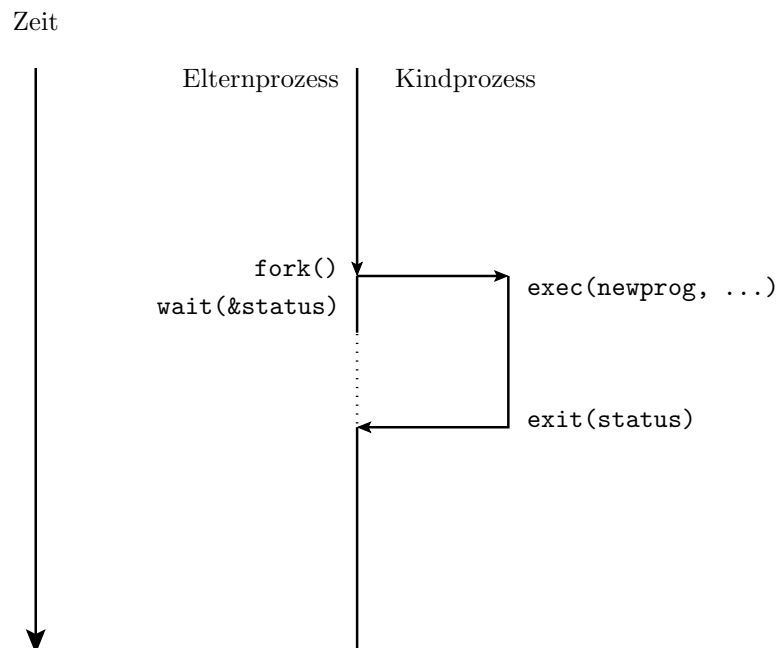 Zeit
Elternprozess
Kindprozess
fork()
wait(&status)
exec(newprog, ...)
exit(status)